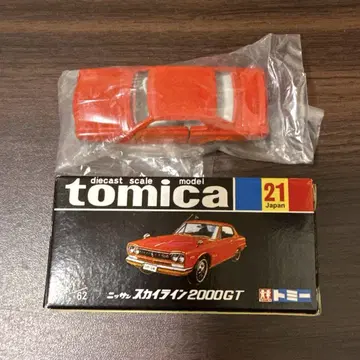 diecast scale model
tomica
21
Japan
62
ニッサン スカイライン2000GT
トミー